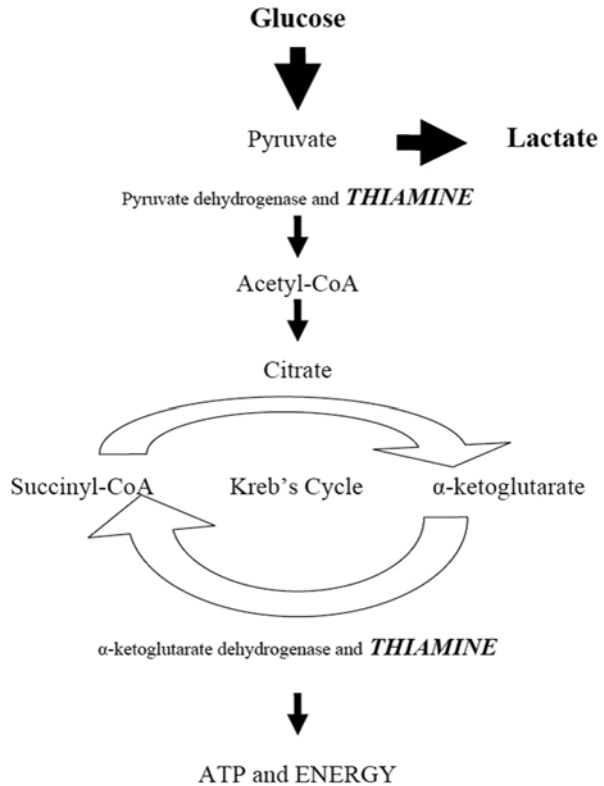 Glucose
Pyruvate
Lactate
Pyruvate dehydrogenase and THIAMINE
Acetyl-CoA
Citrate
Succinyl-CoA
Kreb’s Cycle
α-ketoglutarate
α-ketoglutarate dehydrogenase and THIAMINE
ATP and ENERGY